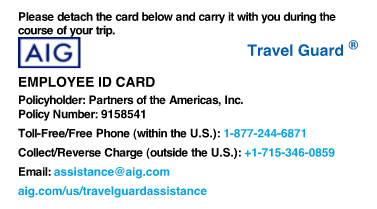 Please detach the card below and carry it with you during the
course of your trip.
AIG
Travel Guard ®
EMPLOYEE ID CARD
Policyholder: Partners of the Americas, Inc.
Policy Number: 9158541
Toll-Free/Free Phone (within the U.S.): 1-877-244-6871
Collect/Reverse Charge (outside the U.S.): +1-715-346-0859
Email: assistance@aig.com
aig.com/us/travelguardassistance